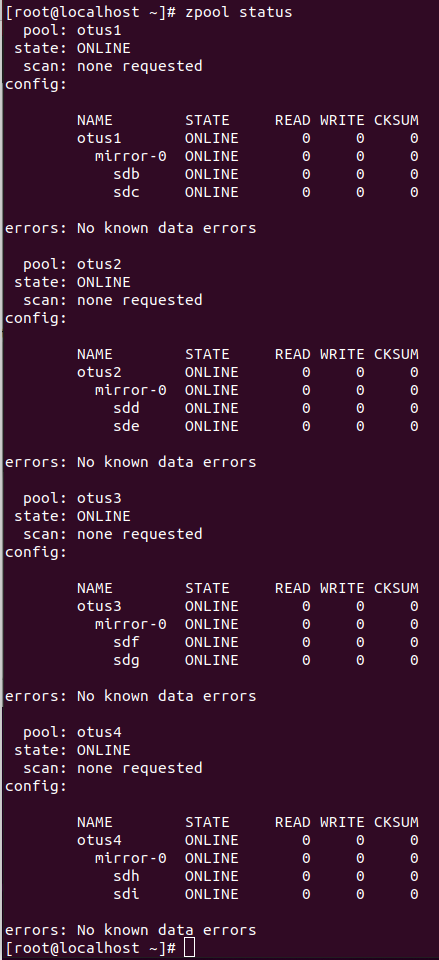 [root@localhost ~]# zpool status
  pool: otus1
 state: ONLINE
  scan: none requested
config:

        NAME        STATE     READ WRITE CKSUM
        otus1       ONLINE       0     0     0
          mirror-0  ONLINE       0     0     0
            sdb     ONLINE       0     0     0
            sdc     ONLINE       0     0     0

errors: No known data errors

  pool: otus2
 state: ONLINE
  scan: none requested
config:

        NAME        STATE     READ WRITE CKSUM
        otus2       ONLINE       0     0     0
          mirror-0  ONLINE       0     0     0
            sdd     ONLINE       0     0     0
            sde     ONLINE       0     0     0

errors: No known data errors

  pool: otus3
 state: ONLINE
  scan: none requested
config:

        NAME        STATE     READ WRITE CKSUM
        otus3       ONLINE       0     0     0
          mirror-0  ONLINE       0     0     0
            sdf     ONLINE       0     0     0
            sdg     ONLINE       0     0     0

errors: No known data errors

  pool: otus4
 state: ONLINE
  scan: none requested
config:

        NAME        STATE     READ WRITE CKSUM
        otus4       ONLINE       0     0     0
          mirror-0  ONLINE       0     0     0
            sdh     ONLINE       0     0     0
            sdi     ONLINE       0     0     0

errors: No known data errors
[root@localhost ~]#